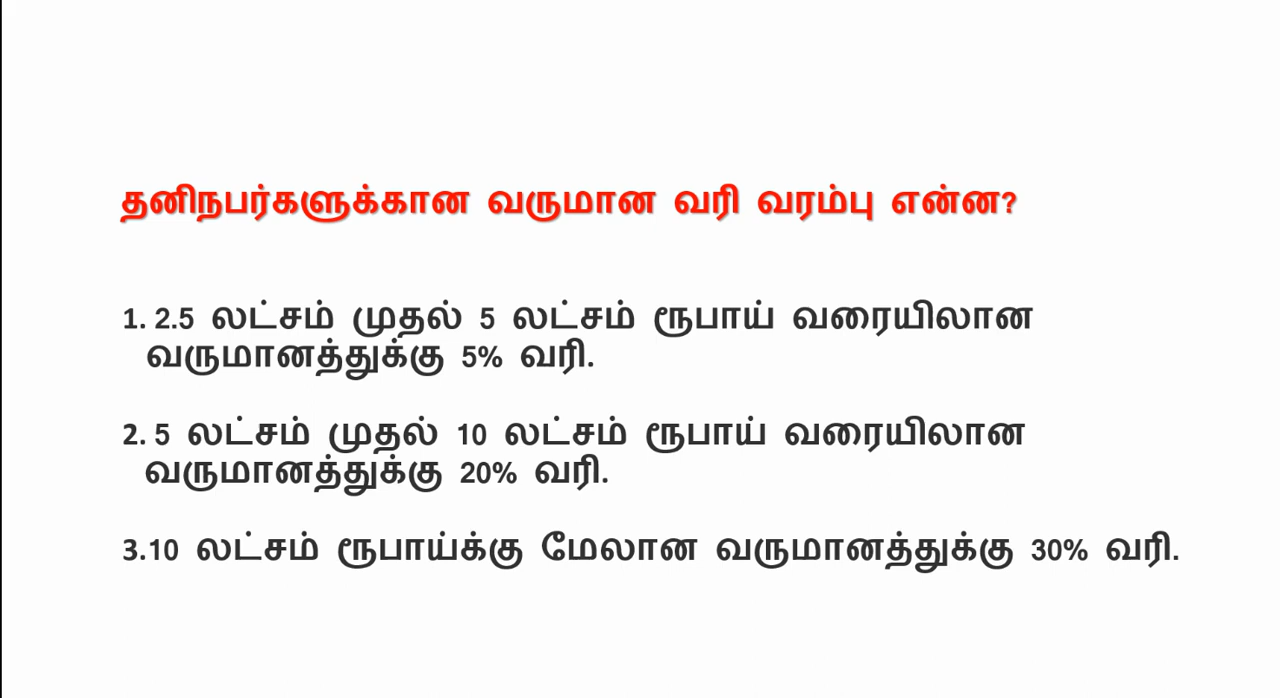 தனிநபர்களுக்கான வருமான வரி வரம்பு என்ன?
1. 2.5 லட்சம் முதல் 5 லட்சம் ரூபாய் வரையிலான
வருமானத்துக்கு 5% வரி.
2. 5 லட்சம் முதல் 10 லட்சம் ரூபாய் வரையிலான
வருமானத்துக்கு 20% வரி.
3.10 லட்சம் ரூபாய்க்கு மேலான வருமானத்துக்கு 30% வரி.